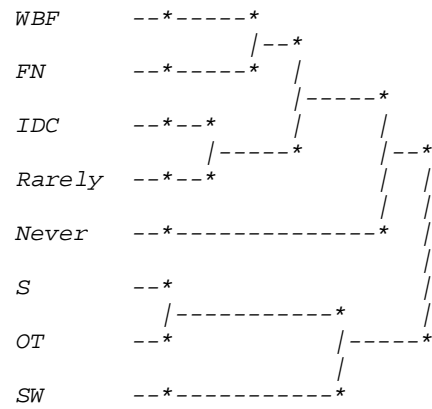 WBF --*-----*
/--*
FN --*-----* /
/-----*
IDC --*--* / /
/-----* /--*
Rarely --*--* / /
/ /
Never --*--------------* /
/
S --* /
/-----------* /
OT --* /-----*
/
SW --*-----------*